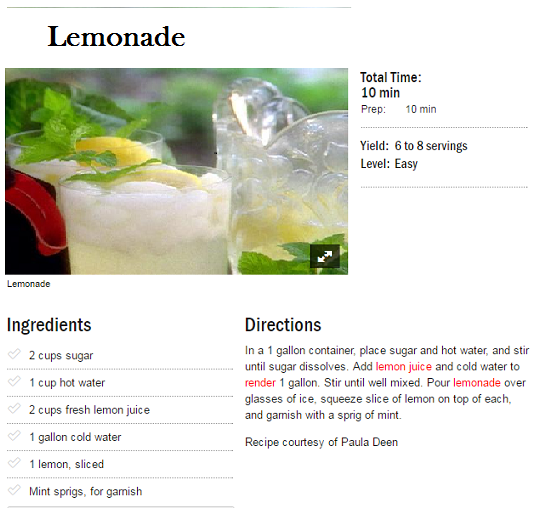 Lemonade
Total Time:
10 min
Prep: 10 min
Yield: 6 to 8 servings
Level: Easy
Lemonade
Ingredients
2 cups sugar
1 cup hot water
2 cups fresh lemon juice
1 gallon cold water
1 lemon, sliced
Mint sprigs, for garnish
Directions
In a 1 gallon container, place sugar and hot water, and stir
until sugar dissolves. Add lemon juice and cold water to
render 1 gallon. Stir until well mixed. Pour lemonade over
glasses of ice, squeeze slice of lemon on top of each,
and garnish with a sprig of mint.
Recipe courtesy of Paula Deen